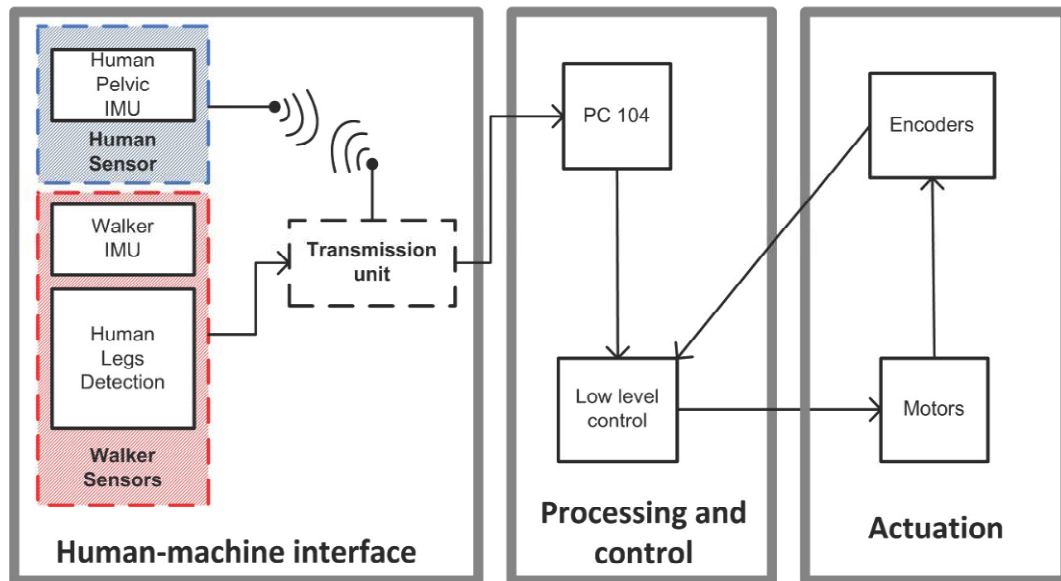 Human
Pelvic
IMU
Human
Sensor
Walker
IMU
Human
Legs
Detection
Walker
Sensors
Transmission
unit
Human-machine interface
PC 104
Low level
control
Processing and
control
Encoders
Motors
Actuation